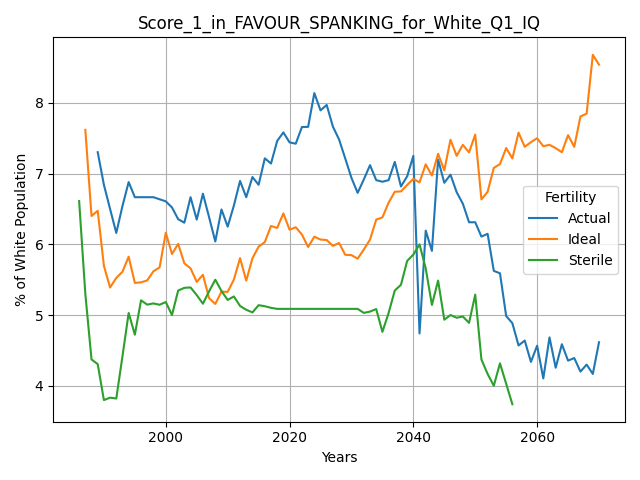 Score_1_in_FAVOUR_SPANKING_for_White_Q1_IQ
% of White Population
8
7
6
5
4
Fertility
Actual
Ideal
Sterile
2000 2020 2040 2060
Years